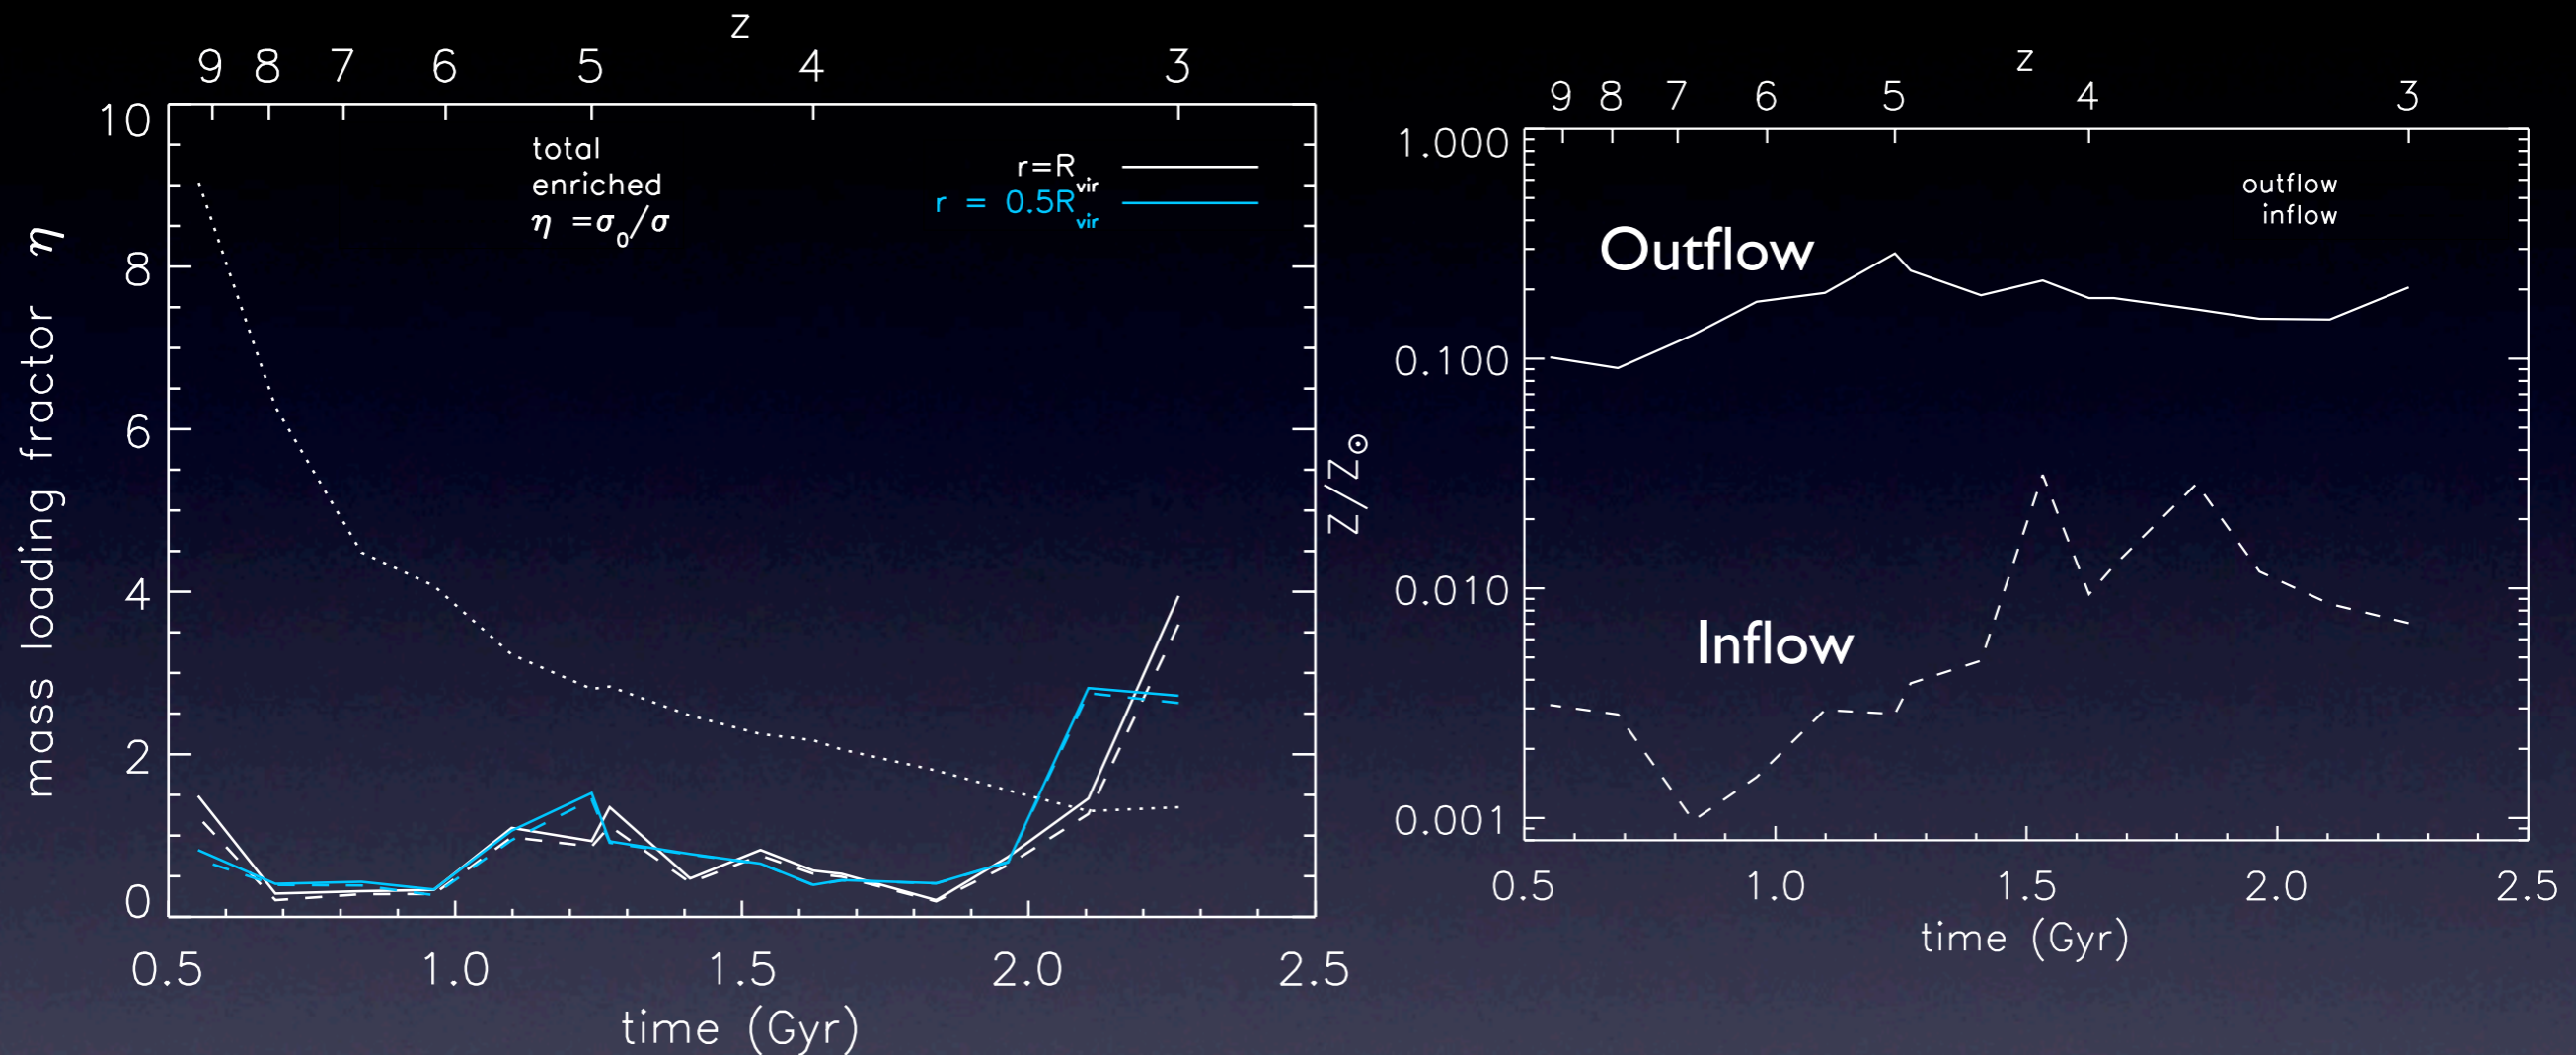 z
9 8 7 6 5 4 3
10
8
6
4
2
0
mass loading fractor η
total
enriched
η =σ₀/σ
r=Rvir
r = 0.5Rvir
0.5 1.0 1.5 2.0 2.5
time (Gyr)
z
9 8 7 6 5 4 3
1.000
0.100
0.010
0.001
Z/Z☉
outflow
inflow
Outflow
Inflow
0.5 1.0 1.5 2.0 2.5
time (Gyr)